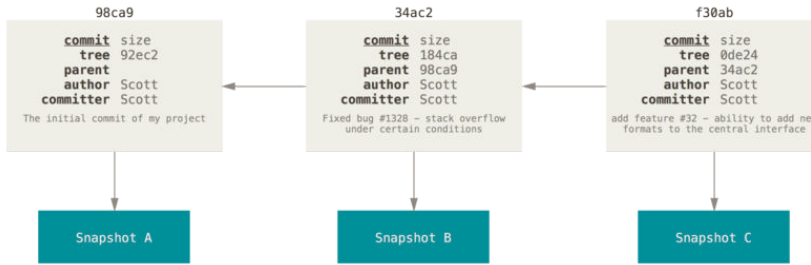 98ca9
commit size
tree 92ec2
parent
author Scott
committer Scott
The initial commit of my project
Snapshot A
34ac2
commit size
tree 184ca
parent 98ca9
author Scott
committer Scott
Fixed bug #1328 – stack overflow
under certain conditions
Snapshot B
f30ab
commit size
tree 0de24
parent 34ac2
author Scott
committer Scott
add feature #32 – ability to add ne
formats to the central interface
Snapshot C